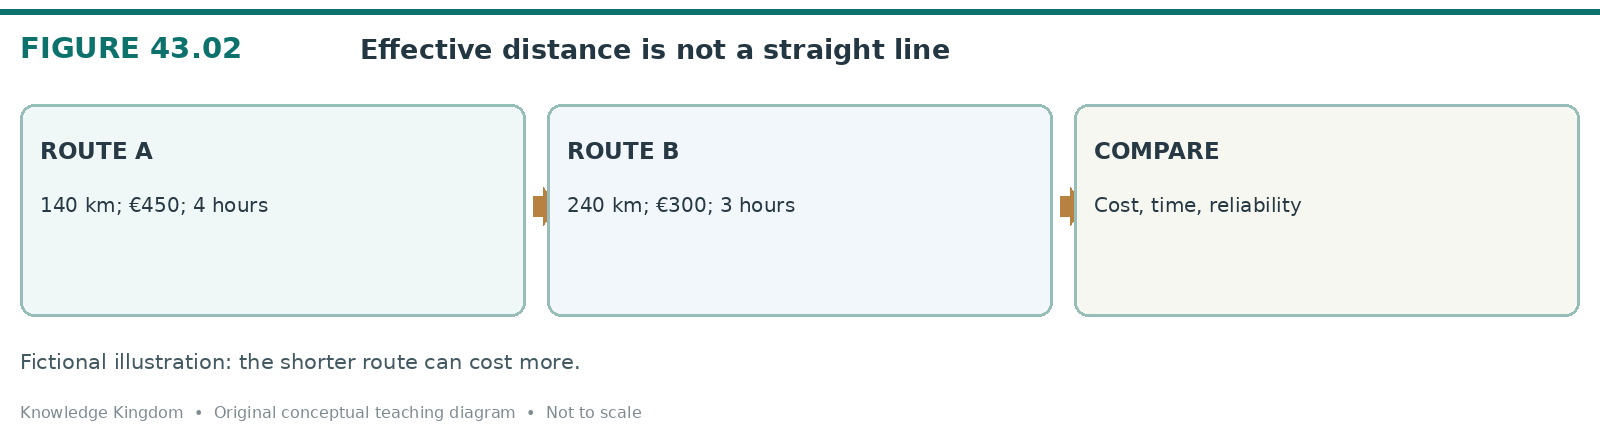 FIGURE 43.02
Effective distance is not a straight line
ROUTE A
140 km; €450; 4 hours
ROUTE B
240 km; €300; 3 hours
COMPARE
Cost, time, reliability
Fictional illustration: the shorter route can cost more.
Knowledge Kingdom • Original conceptual teaching diagram • Not to scale